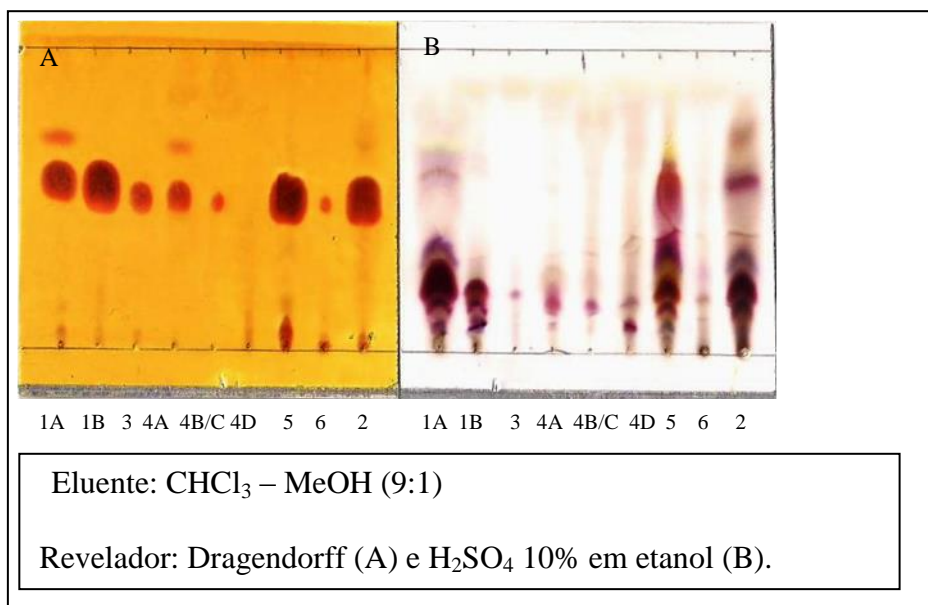 A
B
1A 1B 3 4A 4B/C 4D 5 6 2
1A 1B 3 4A 4B/C 4D 5 6 2
Eluente: CHCl₃ – MeOH (9:1)
Revelador: Dragendorff (A) e H₂SO₄ 10% em etanol (B).